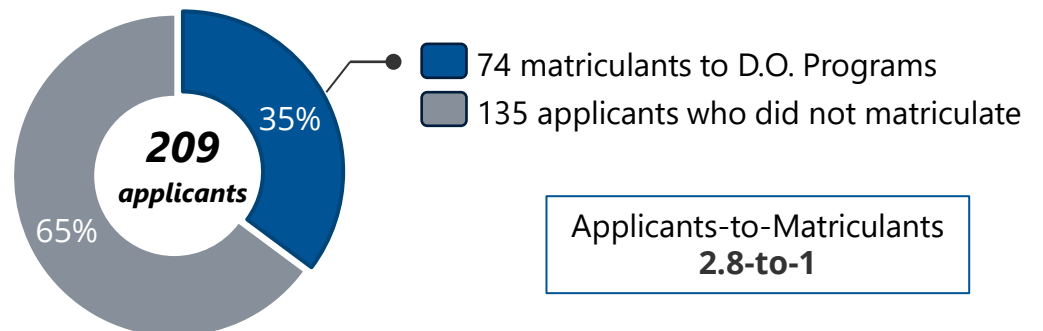 74 matriculants to D.O. Programs
135 applicants who did not matriculate
35%
209
applicants
65%
Applicants-to-Matriculants
2.8-to-1